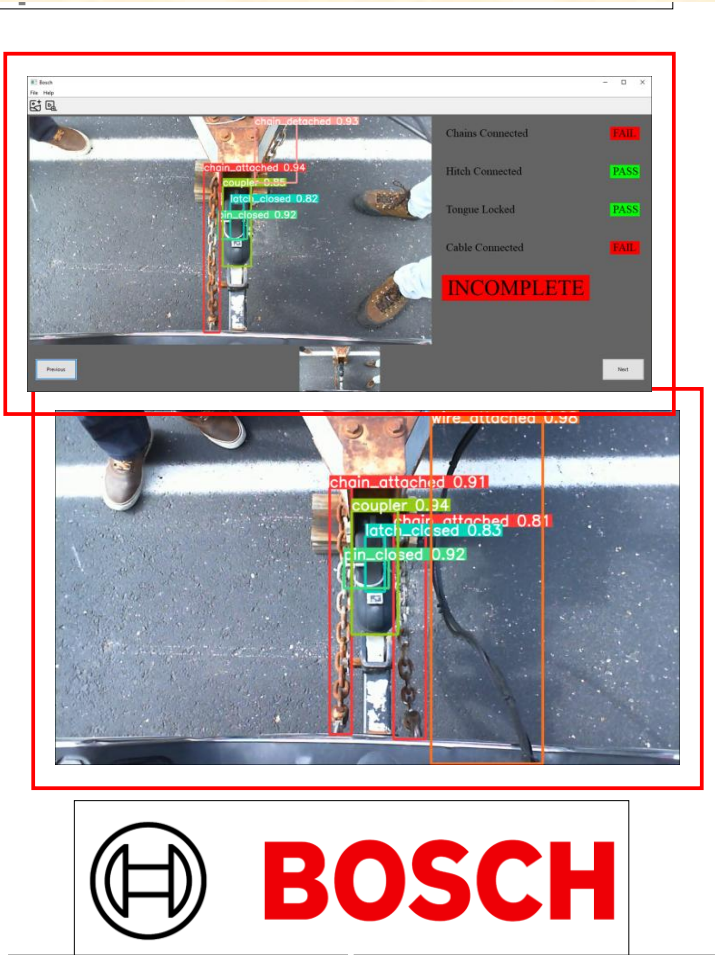 Bosch
File Help
chain_detached 0.93
Chains Connected FAIL
chain_attached 0.94
Hitch Connected PASS
coupler 0.85
latch_closed 0.82
Tongue Locked PASS
pin_closed 0.92
Cable Connected FAIL
INCOMPLETE
Previous
Next
wire_attached 0.98
chain_attached 0.91
coupler 0.94
chain_attached 0.81
latch_closed 0.83
pin_closed 0.92
BOSCH